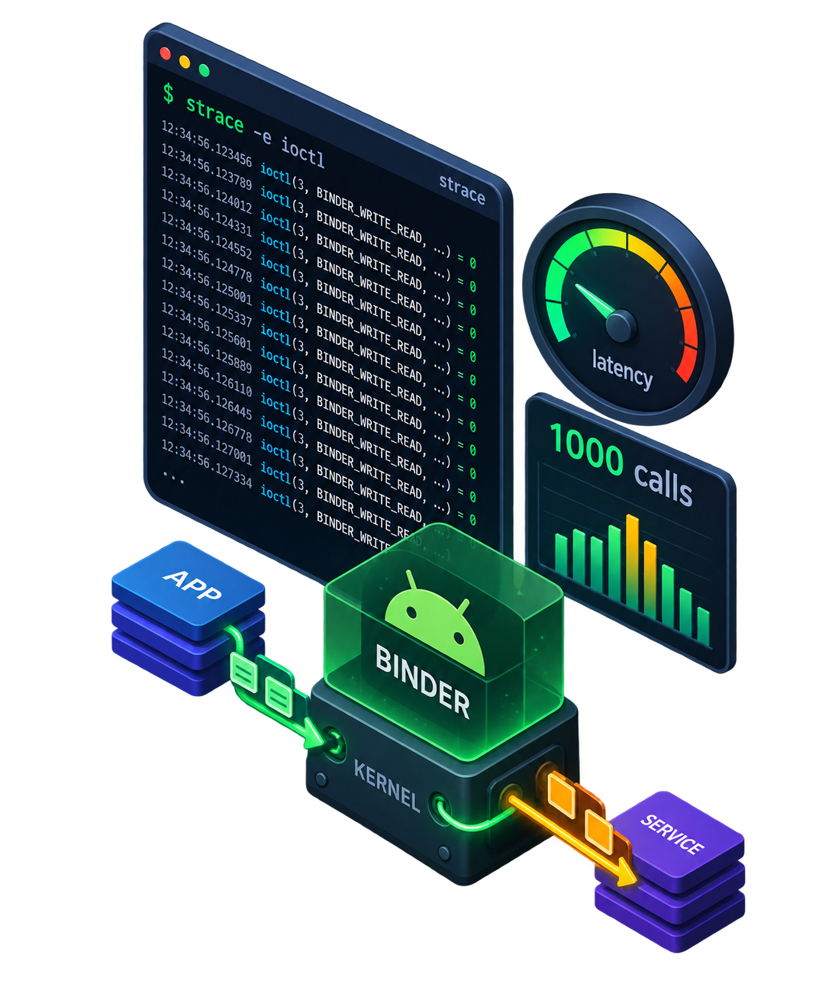 $ strace -e ioctl
strace
12:34:56.123456 ioctl(3, BINDER_WRITE_READ, ...) = 0
12:34:56.123789 ioctl(3, BINDER_WRITE_READ, ...) = 0
12:34:56.124012 ioctl(3, BINDER_WRITE_READ, ...) = 0
12:34:56.124331 ioctl(3, BINDER_WRITE_READ, ...) = 0
12:34:56.124552 ioctl(3, BINDER_WRITE_READ, ...) = 0
12:34:56.124778 ioctl(3, BINDER_WRITE_READ, ...) = 0
12:34:56.125001 ioctl(3, BINDER_WRITE_READ, ...) = 0
12:34:56.125337 ioctl(3, BINDER_WRITE_READ, ...) = 0
12:34:56.125601 ioctl(3, BINDER_WRITE_READ, ...) = 0
12:34:56.125889 ioctl(3, BINDER_WRITE_READ, ...) = 0
12:34:56.126110 ioctl(3, BINDER_WRITE_READ, ...) = 0
12:34:56.126445 ioctl(3, BINDER_WRITE_READ, ...) = 0
12:34:56.126778 ioctl(3, BINDER_WRITE_READ, ...) = 0
12:34:56.127001 ioctl(3, BINDER_WRITE_READ, ...)
12:34:56.127334 ioctl(3, BINDER_WRITE
...
latency
1000 calls
APP
BINDER
KERNEL
SERVICE